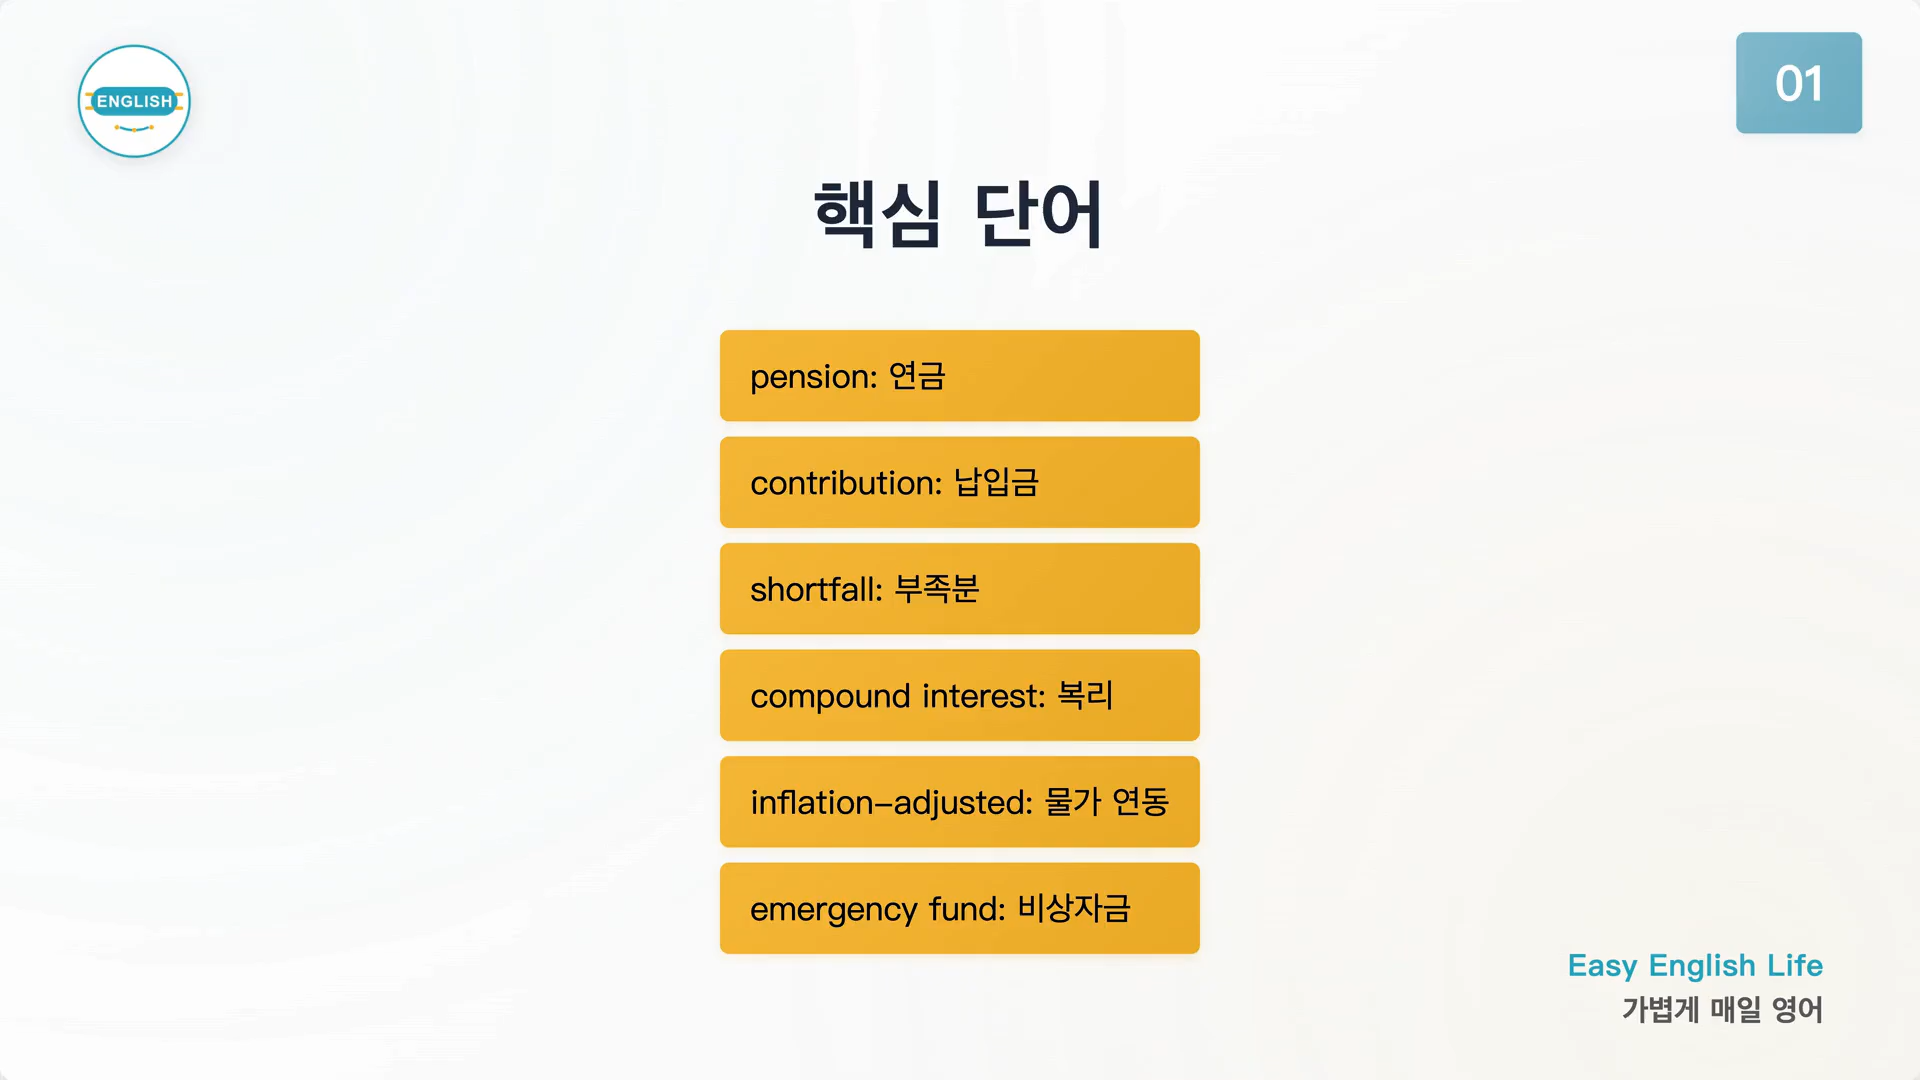 ENGLISH
01
핵심 단어
pension: 연금
contribution: 납입금
shortfall: 부족분
compound interest: 복리
inflation-adjusted: 물가 연동
emergency fund: 비상자금
Easy English Life
가볍게 매일 영어